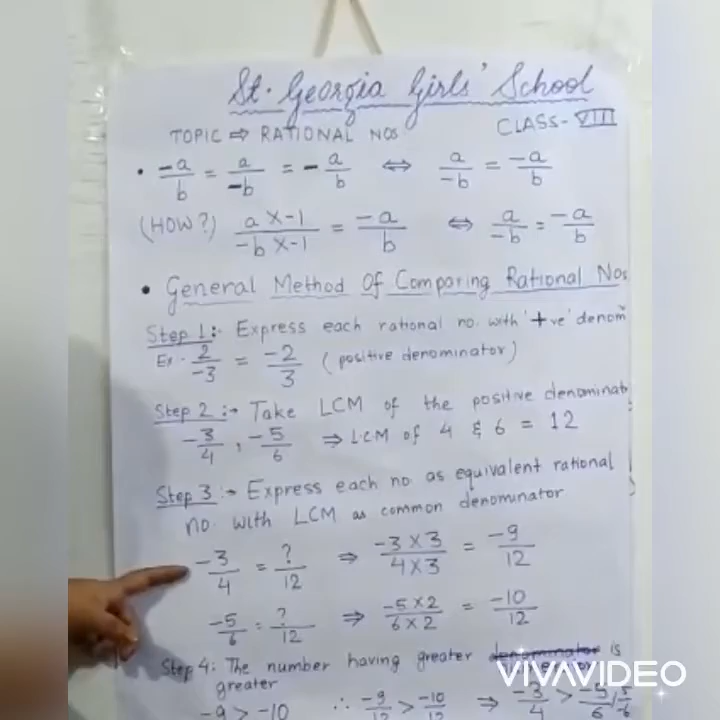 St. Georgia Girls' School
CLASS- VIII
TOPIC ⇒ RATIONAL NOS
• -a/b = a/-b = -a/b ⇔ a/-b = -a/b
(HOW?) a×-1/-b×-1 = -a/b ⇔ a/-b = -a/b
• General Method Of Comparing Rational Nos
Step 1:- Express each rational no. with '+ve' denom
Ex- 2/-3 = -2/3 (positive denominator)
Step 2:→ Take LCM of the positive denominat
-3/4, -5/6 ⇒ LCM of 4 & 6 = 12
Step 3:→ Express each no as equivalent rational
no. with LCM as common denominator
-3/4 = ?/12 ⇒ -3×3/4×3 = -9/12
-5/6 = ?/12 ⇒ -5×2/6×2 = -10/12
Step 4: The number having greater denominator is
greater
-9 > -10 ∴ -9/12 > -10/12 ⇒ -3/4 > -5/6
VIVAVIDEO